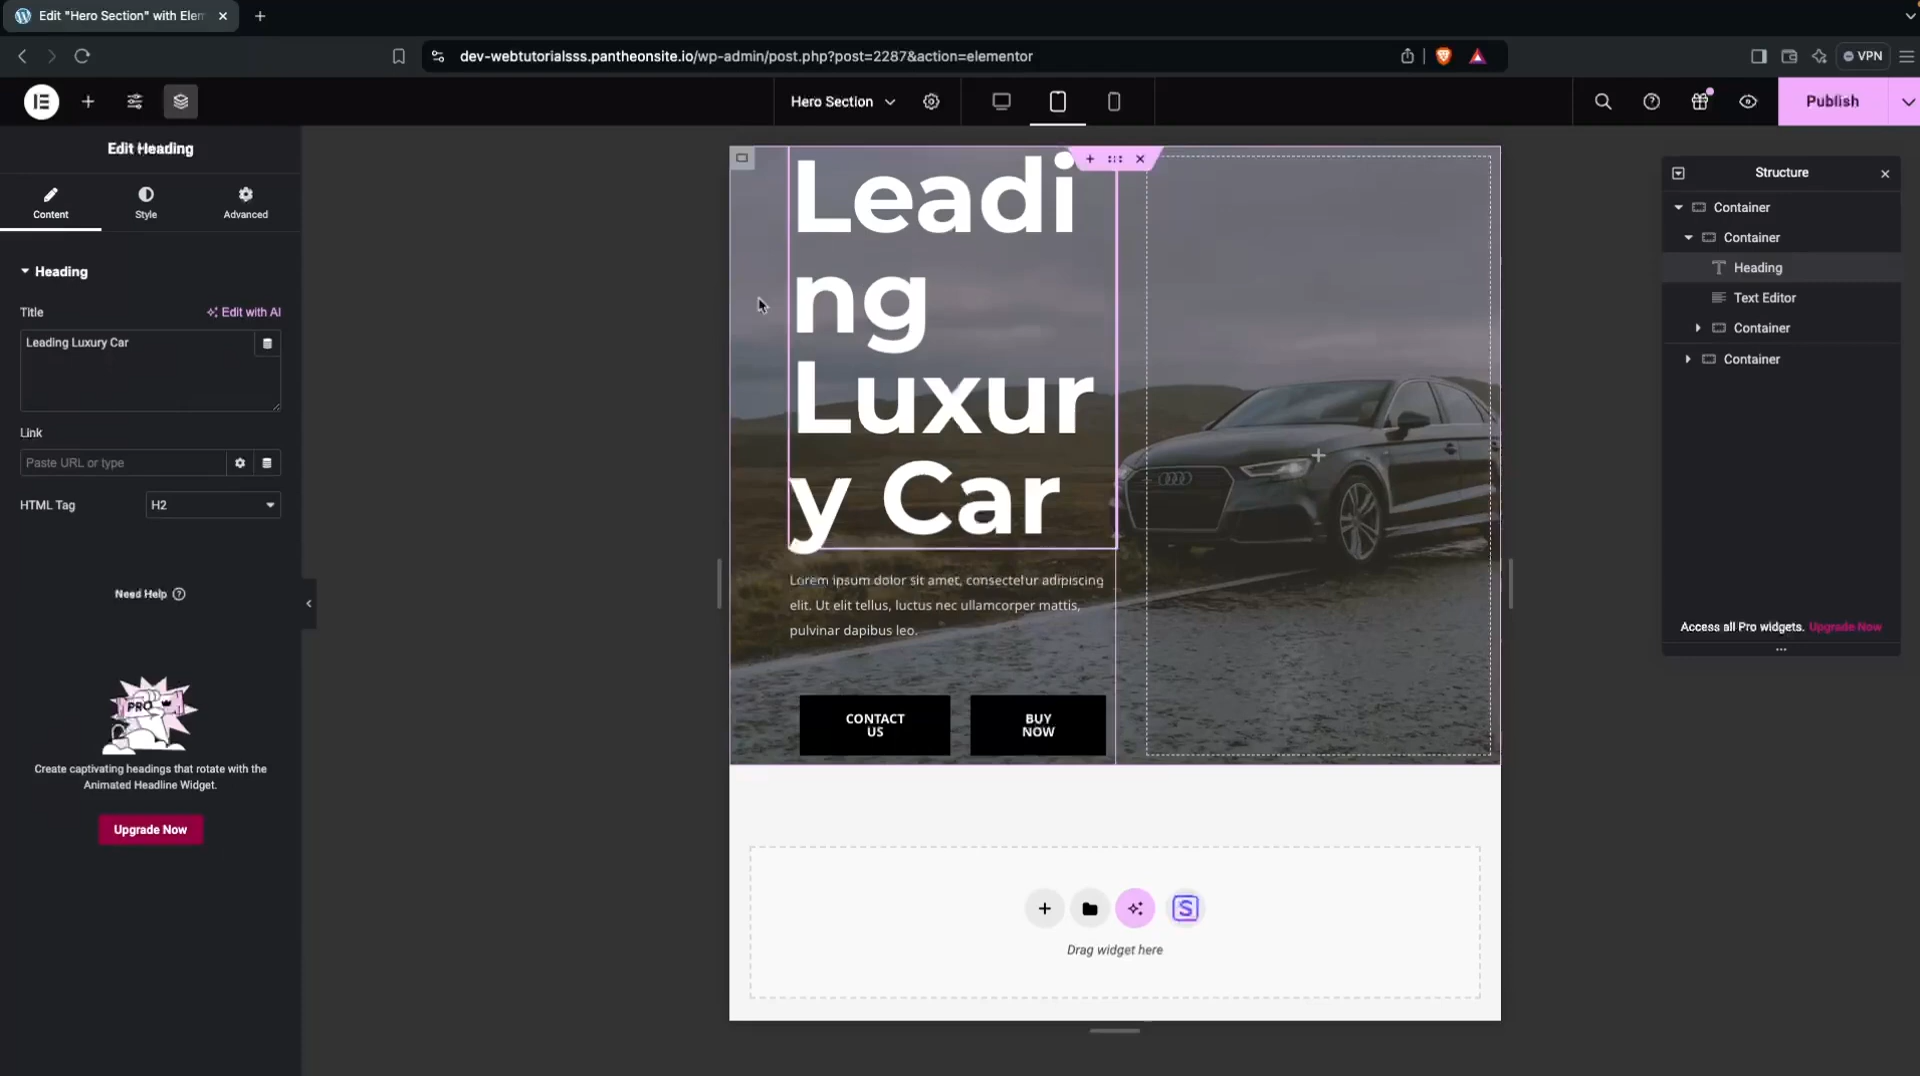 Edit "Hero Section" with Elem
dev-webtutorialsss.pantheonsite.io/wp-admin/post.php?post=2287&action=elementor
VPN
Hero Section
Publish
Edit Heading
Content
Style
Advanced
Heading
Title
Edit with AI
Leading Luxury Car
Link
Paste URL or type
HTML Tag
H2
Need Help
PRO
Create captivating headings that rotate with the
Animated Headline Widget.
Upgrade Now
Leadi
ng
Luxur
y Car
Lorem ipsum dolor sit amet, consectetur adipiscing
elit. Ut elit tellus, luctus nec ullamcorper mattis,
pulvinar dapibus leo.
CONTACT
US
BUY
NOW
Drag widget here
Structure
Container
Container
Heading
Text Editor
Container
Container
Access all Pro widgets. Upgrade Now